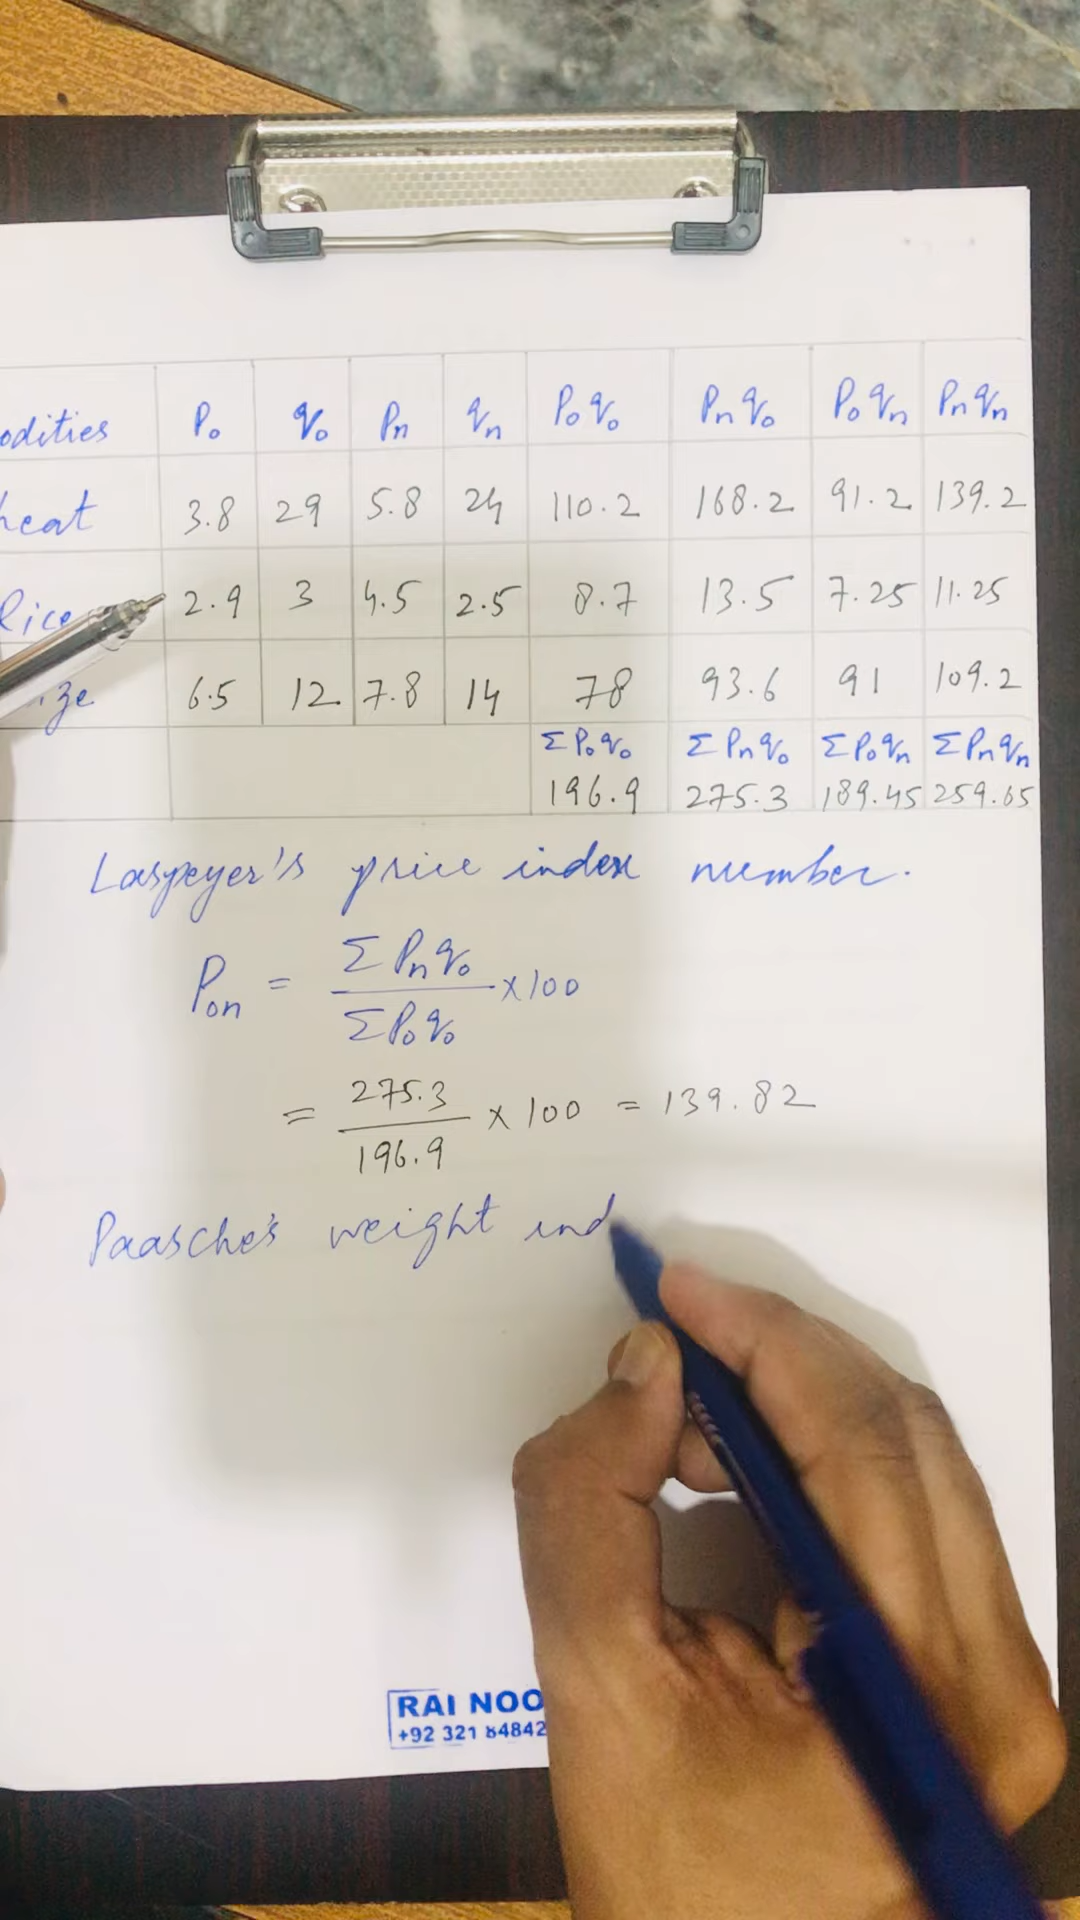 odities P₀ q₀ Pn qn P₀q₀ Pnq₀ P₀qn Pnqn
heat 3.8 29 5.8 24 110.2 168.2 91.2 139.2
Rice 2.9 3 4.5 2.5 8.7 13.5 7.25 11.25
ize 6.5 12 7.8 14 78 93.6 91 109.2
ΣP₀q₀ ΣPnq₀ ΣP₀qn ΣPnqn
196.9 275.3 189.45 259.65
Laspeyer's price index number.
Pon = ΣPnq₀ / ΣP₀q₀ ×100
= 275.3 / 196.9 × 100 = 139.82
Paasche's weight ind
RAI NOO
+92 321 84842